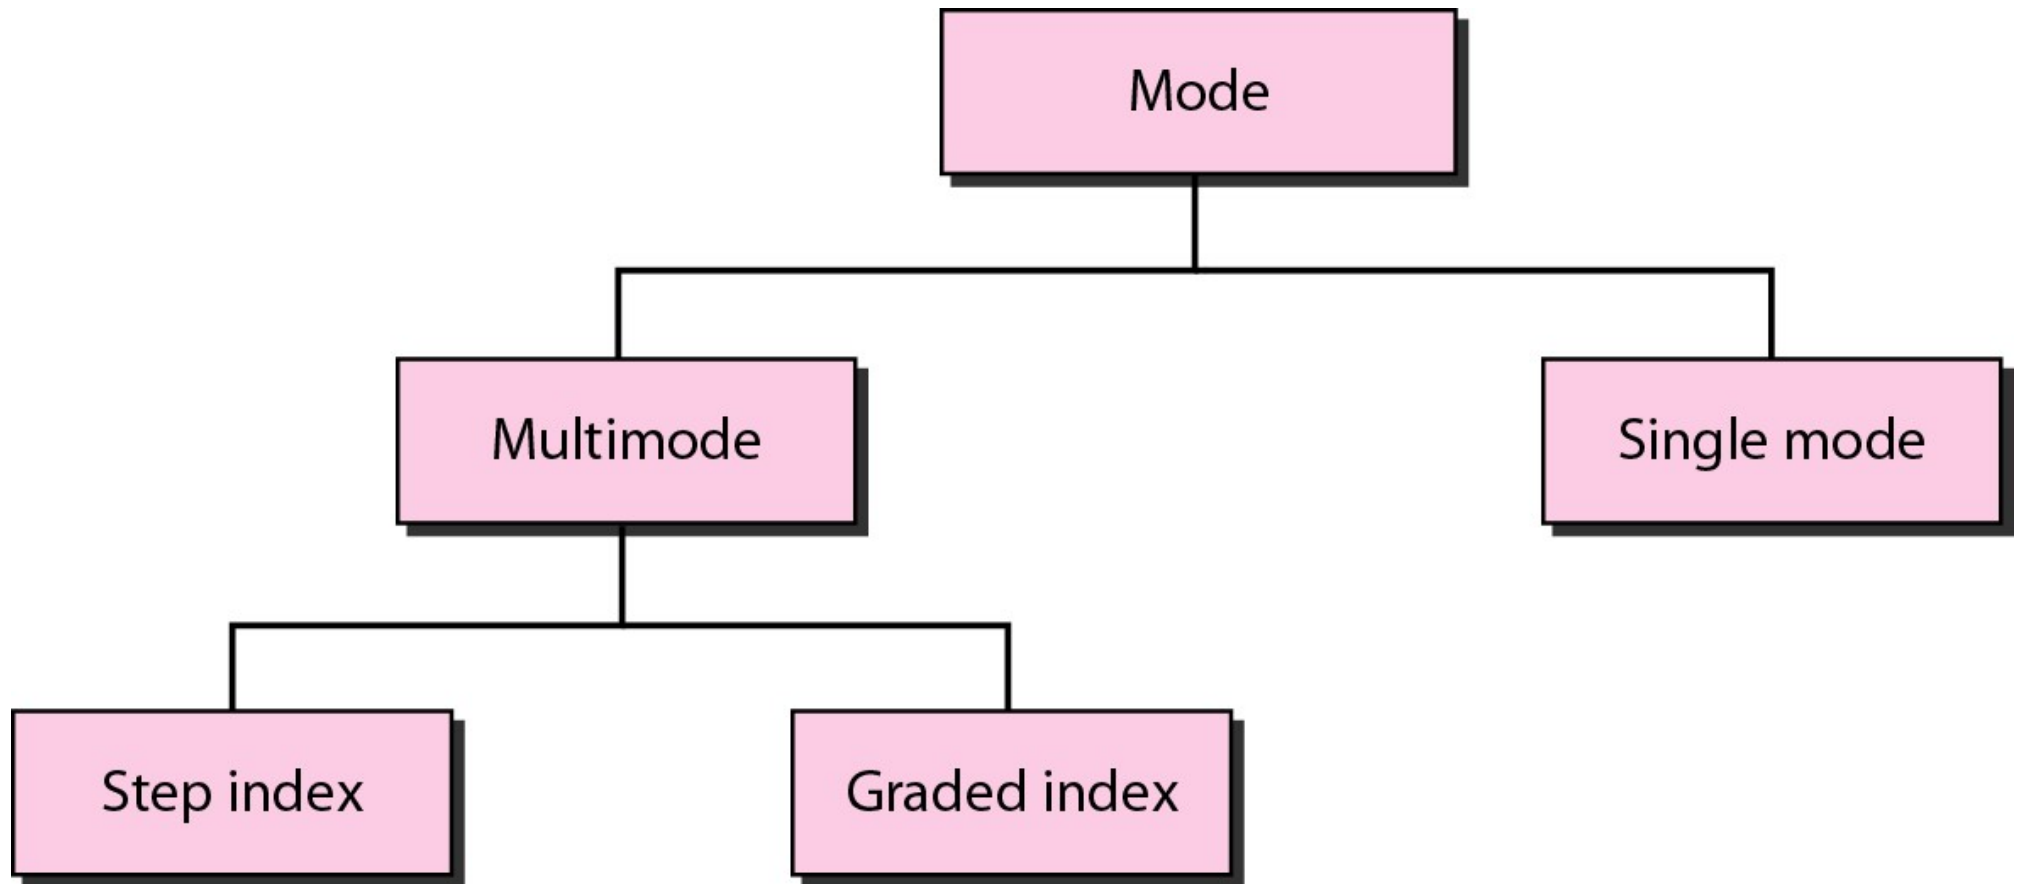 Mode
Multimode
Single mode
Step index
Graded index